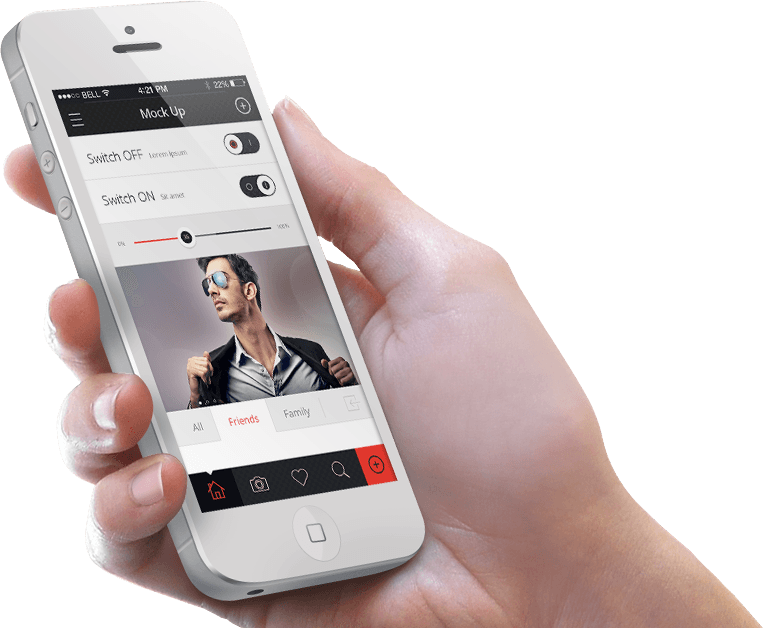 BELL 4:21 PM 22%
Mock Up
Switch OFF Lorem Ipsum
Switch ON Sit amet
0% 100%
All Friends Family